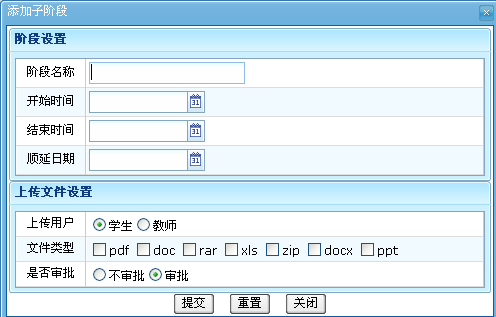 添加子阶段
阶段设置
阶段名称
开始时间 31
结束时间 31
顺延日期 31
上传文件设置
上传用户 学生 教师
文件类型 pdf doc rar xls zip docx ppt
是否审批 不审批 审批
提交 重置 关闭